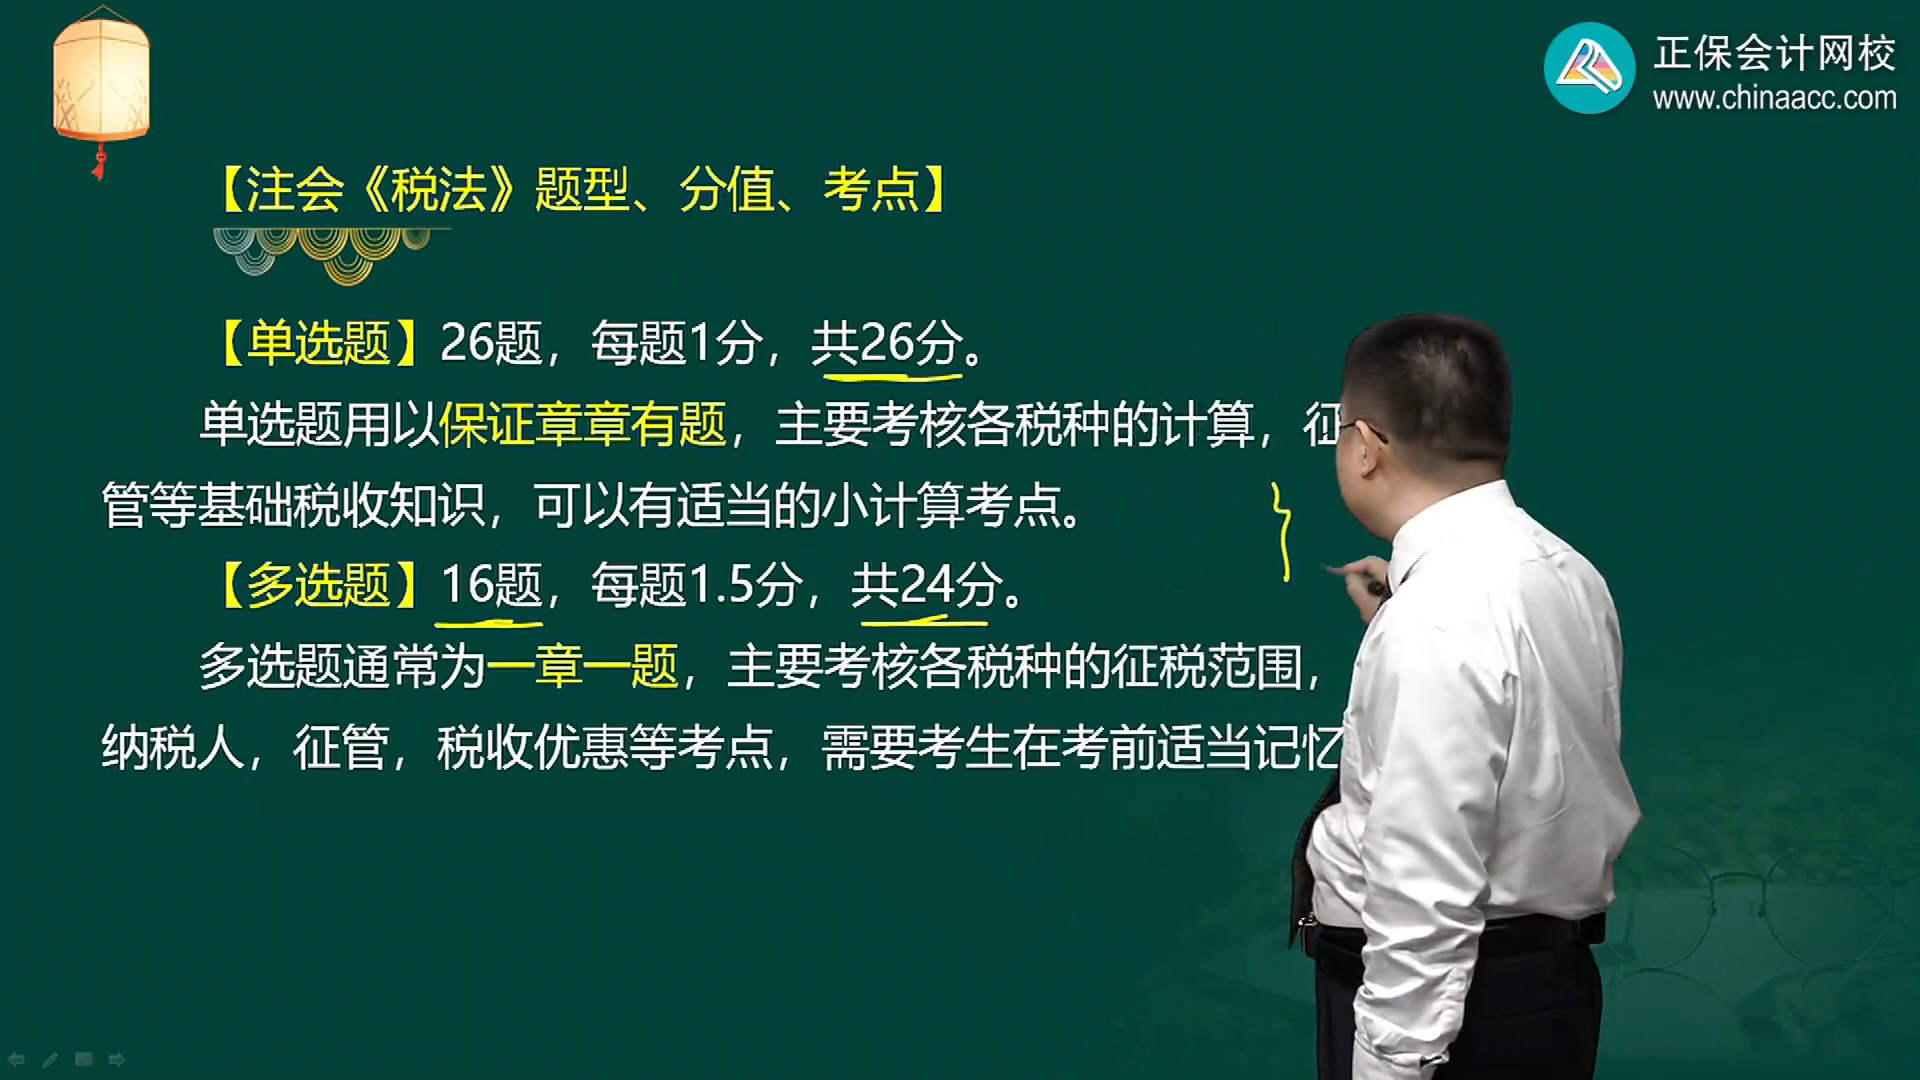 正保会计网校
www.chinaacc.com
【注会《税法》题型、分值、考点】
【单选题】26题，每题1分，共26分。
单选题用以保证章章有题，主要考核各税种的计算，征
管等基础税收知识，可以有适当的小计算考点。
【多选题】16题，每题1.5分，共24分。
多选题通常为一章一题，主要考核各税种的征税范围，
纳税人，征管，税收优惠等考点，需要考生在考前适当记忆